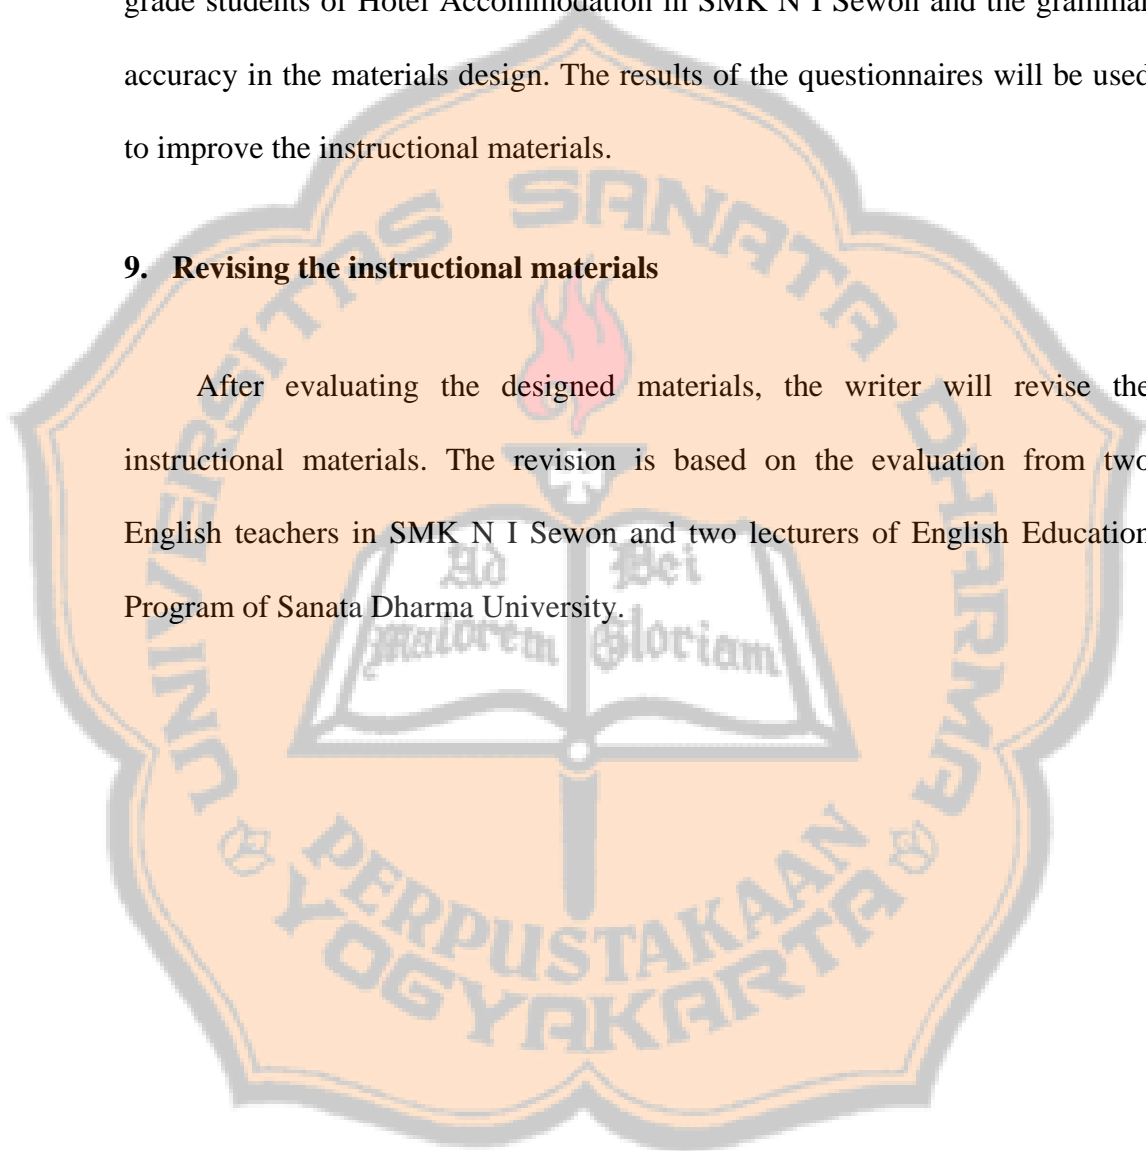 grade students of Hotel Accommodation in SMK N I Sewon and the grammar
accuracy in the materials design. The results of the questionnaires will be used
to improve the instructional materials.
9. Revising the instructional materials
After evaluating the designed materials, the writer will revise the
instructional materials. The revision is based on the evaluation from two
English teachers in SMK N I Sewon and two lecturers of English Education
Program of Sanata Dharma University.
UNIVERSITAS SANATA DHARMA
Ad Dei
Maiorem Gloriam
PERPUSTAKAAN
YOGYAKARTA